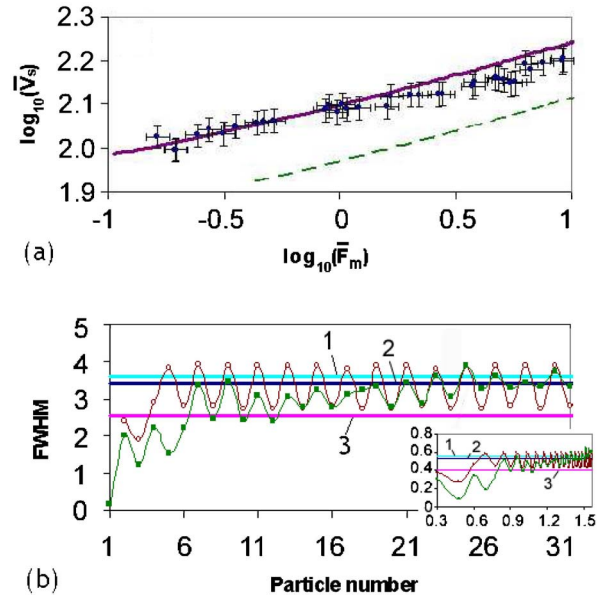 2.3
2.2
2.1
2.0
1.9
log10(V̄s)
-1 -0.5 0 0.5 1
log10(F̄m)
(a)
5
4
3
2
1
0
FWHM
1 2
3
0.8
0.6
0.4
0.2
0
1 2
3
0.3 0.6 0.9 1.2 1.5
1 6 11 16 21 26 31
Particle number
(b)